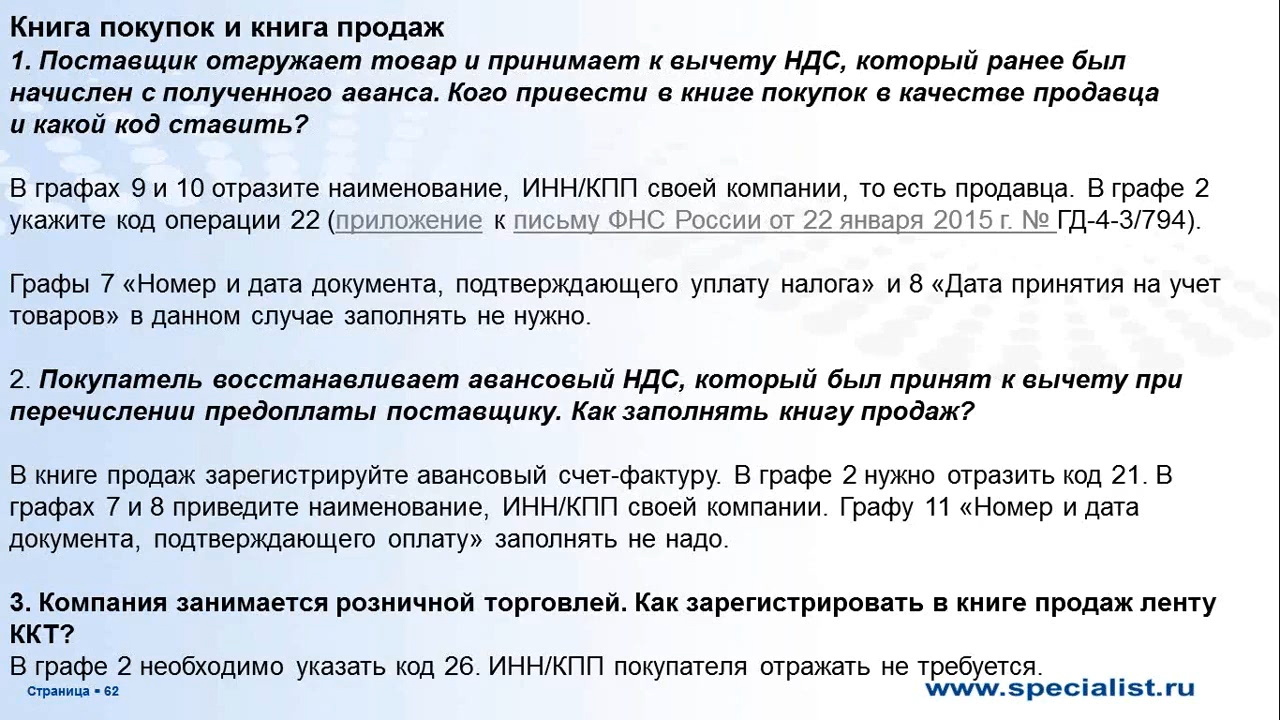 Книга покупок и книга продаж
1. Поставщик отгружает товар и принимает к вычету НДС, который ранее был
начислен с полученного аванса. Кого привести в книге покупок в качестве продавца
и какой код ставить?
В графах 9 и 10 отразите наименование, ИНН/КПП своей компании, то есть продавца. В графе 2
укажите код операции 22 (приложение к письму ФНС России от 22 января 2015 г. № ГД-4-3/794).
Графы 7 «Номер и дата документа, подтверждающего уплату налога» и 8 «Дата принятия на учет
товаров» в данном случае заполнять не нужно.
2. Покупатель восстанавливает авансовый НДС, который был принят к вычету при
перечислении предоплаты поставщику. Как заполнять книгу продаж?
В книге продаж зарегистрируйте авансовый счет-фактуру. В графе 2 нужно отразить код 21. В
графах 7 и 8 приведите наименование, ИНН/КПП своей компании. Графу 11 «Номер и дата
документа, подтверждающего оплату» заполнять не надо.
3. Компания занимается розничной торговлей. Как зарегистрировать в книге продаж ленту
ККТ?
В графе 2 необходимо указать код 26. ИНН/КПП покупателя отражать не требуется.
Страница ▪ 62
www.specialist.ru